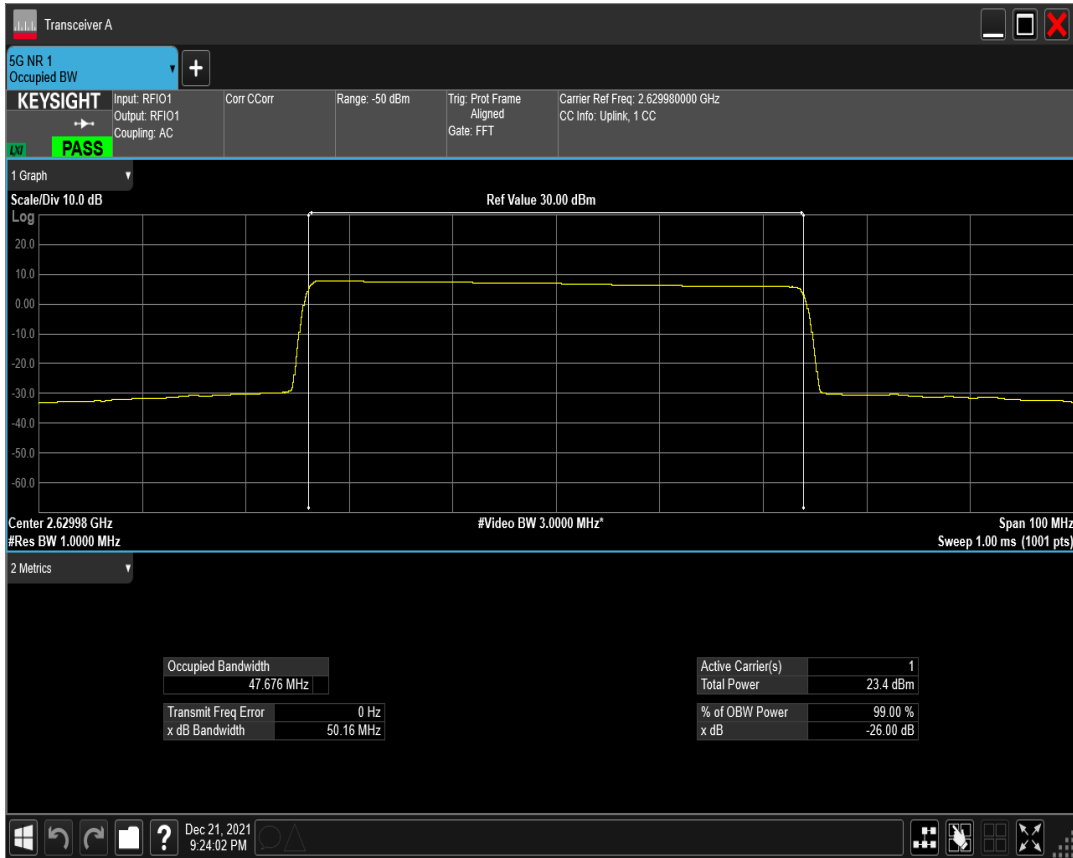 Transceiver A
5G NR 1
Occupied BW
KEYSIGHT
LXI
PASS
Input: RFIO1
Output: RFIO1
Coupling: AC
Corr CCorr
Range: -50 dBm
Trig: Prot Frame
Aligned
Gate: FFT
Carrier Ref Freq: 2.629980000 GHz
CC Info: Uplink, 1 CC
1 Graph
Scale/Div 10.0 dB
Ref Value 30.00 dBm
Log
20.0
10.0
0.00
-10.0
-20.0
-30.0
-40.0
-50.0
-60.0
Center 2.62998 GHz
#Video BW 3.0000 MHz*
Span 100 MHz
#Res BW 1.0000 MHz
Sweep 1.00 ms (1001 pts)
2 Metrics
Occupied Bandwidth
47.676 MHz
Transmit Freq Error 0 Hz
x dB Bandwidth 50.16 MHz
Active Carrier(s) 1
Total Power 23.4 dBm
% of OBW Power 99.00 %
x dB -26.00 dB
Dec 21, 2021
9:24:02 PM